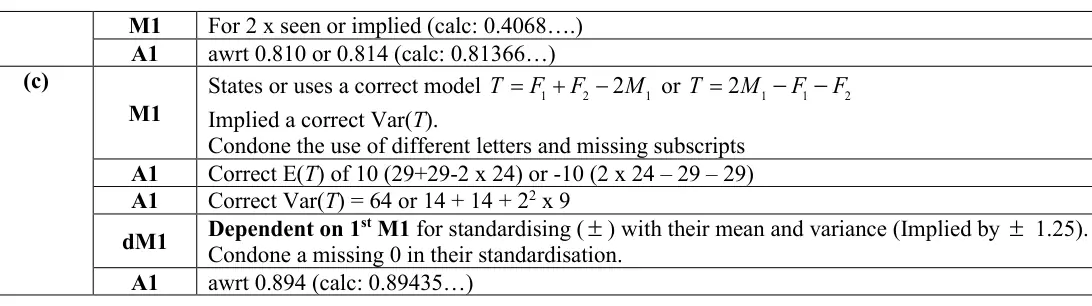 M1 For 2 x seen or implied (calc: 0.4068….)
A1 awrt 0.810 or 0.814 (calc: 0.81366…)
(c) States or uses a correct model T = F₁ + F₂ − 2M₁ or T = 2M₁ − F₁ − F₂
M1 Implied a correct Var(T).
Condone the use of different letters and missing subscripts
A1 Correct E(T) of 10 (29+29-2 x 24) or -10 (2 x 24 – 29 – 29)
A1 Correct Var(T) = 64 or 14 + 14 + 2² x 9
dM1 Dependent on 1st M1 for standardising (±) with their mean and variance (Implied by ± 1.25).
Condone a missing 0 in their standardisation.
A1 awrt 0.894 (calc: 0.89435…)